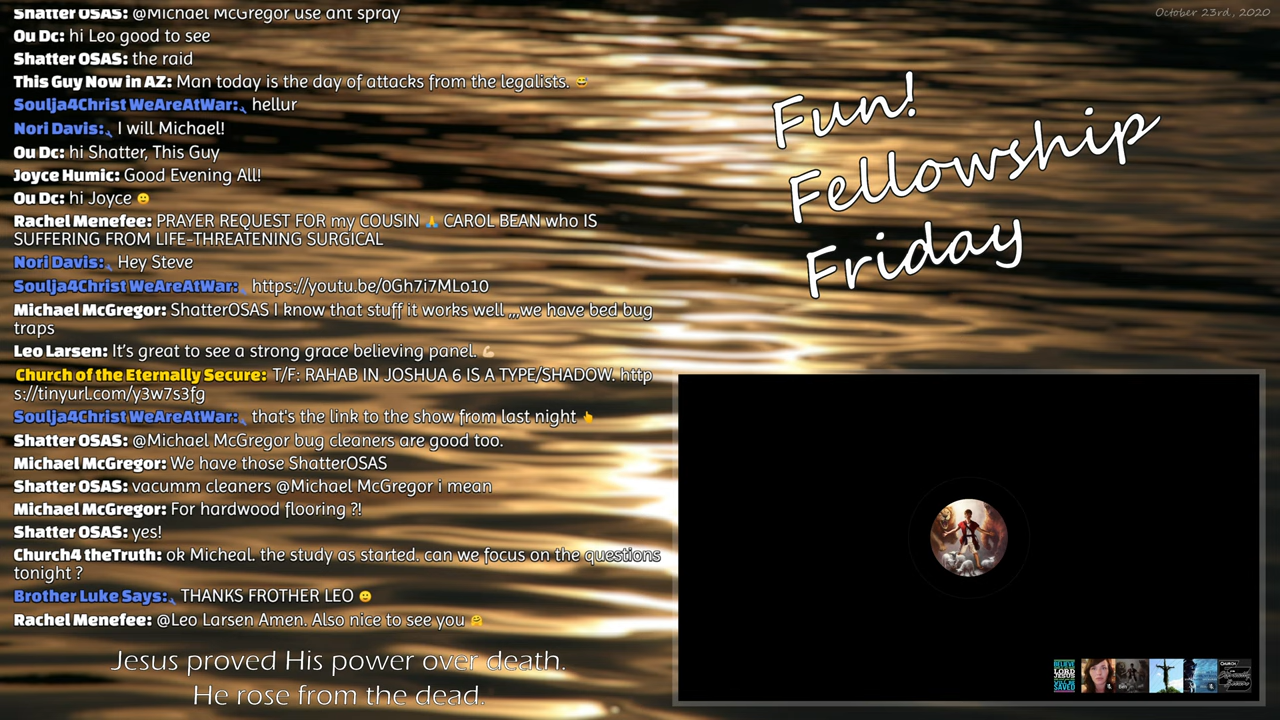 Shatter OSAS: @Michael McGregor use ant spray
Ou Dc: hi Leo good to see
Shatter OSAS: the raid
This Guy Now in AZ: Man today is the day of attacks from the legalists. 😅
Soulja4Christ WeAreAtWar: hellur
Nori Davis: I will Michael!
Ou Dc: hi Shatter, This Guy
Joyce Humic: Good Evening All!
Ou Dc: hi Joyce 🙂
Rachel Menefee: PRAYER REQUEST FOR my COUSIN 🙏 CAROL BEAN who IS
SUFFERING FROM LIFE-THREATENING SURGICAL
Nori Davis: Hey Steve
Soulja4Christ WeAreAtWar: https://youtu.be/0Gh7i7MLo10
Michael McGregor: ShatterOSAS I know that stuff it works well ,,,we have bed bug
traps
Leo Larsen: It's great to see a strong grace believing panel. 💪🏻
Church of the Eternally Secure: T/F: RAHAB IN JOSHUA 6 IS A TYPE/SHADOW. http
s://tinyurl.com/y3w7s3fg
Soulja4Christ WeAreAtWar: that's the link to the show from last night 👆
Shatter OSAS: @Michael McGregor bug cleaners are good too.
Michael McGregor: We have those ShatterOSAS
Shatter OSAS: vacumm cleaners @Michael McGregor i mean
Michael McGregor: For hardwood flooring ?!
Shatter OSAS: yes!
Church4 theTruth: ok Micheal. the study as started. can we focus on the questions
tonight ?
Brother Luke Says: THANKS FROTHER LEO 🙂
Rachel Menefee: @Leo Larsen Amen. Also nice to see you 🤗
Jesus proved His power over death.
He rose from the dead.
October 23rd, 2020
Fun!
Fellowship
Friday
BELIEVE
LORD
JESUS
SAVED
CHURCH